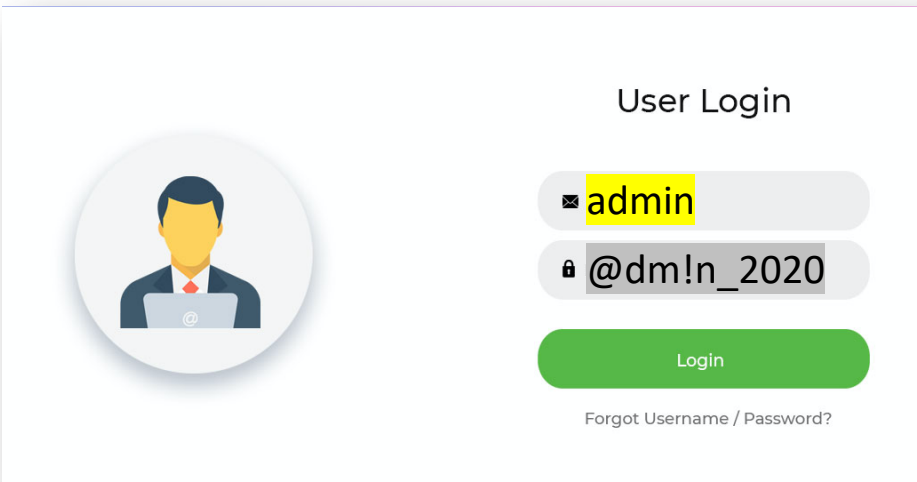 User Login
admin
@dm!n_2020
Login
Forgot Username / Password?
@